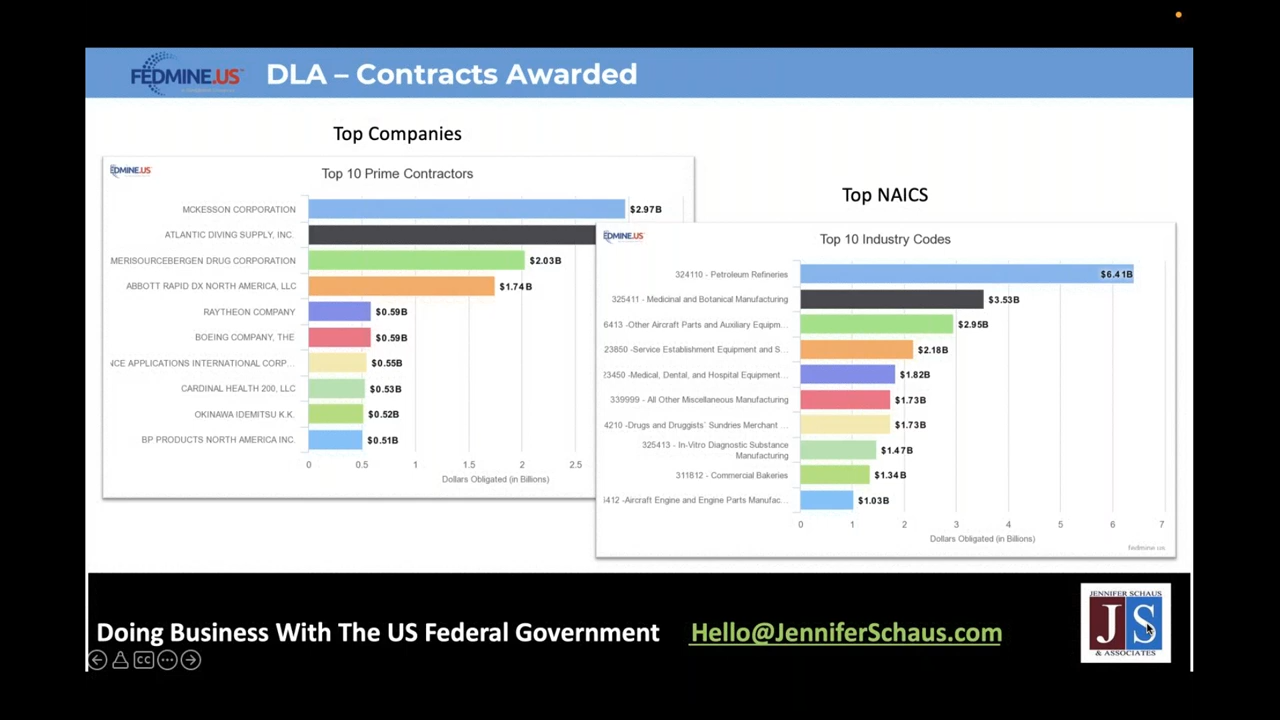 FEDMINE.US
DLA – Contracts Awarded
Top Companies
EDMINE.US
Top 10 Prime Contractors
MCKESSON CORPORATION
$2.97B
ATLANTIC DIVING SUPPLY, INC.
MERISOURCEBERGEN DRUG CORPORATION
$2.03B
ABBOTT RAPID DX NORTH AMERICA, LLC
$1.74B
RAYTHEON COMPANY
$0.59B
BOEING COMPANY, THE
$0.59B
NCE APPLICATIONS INTERNATIONAL CORP...
$0.55B
CARDINAL HEALTH 200, LLC
$0.53B
OKINAWA IDEMITSU K.K.
$0.52B
BP PRODUCTS NORTH AMERICA INC.
$0.51B
0 0.5 1 1.5 2 2.5
Dollars Obligated (in Billions)
Top NAICS
EDMINE.US
Top 10 Industry Codes
324110 - Petroleum Refineries
$6.41B
325411 - Medicinal and Botanical Manufacturing
$3.53B
6413 -Other Aircraft Parts and Auxiliary Equipm...
$2.95B
23850 -Service Establishment Equipment and S...
$2.18B
23450 -Medical, Dental, and Hospital Equipment...
$1.82B
339999 - All Other Miscellaneous Manufacturing
$1.73B
4210 -Drugs and Druggists` Sundries Merchant ...
$1.73B
325413 - In-Vitro Diagnostic Substance
Manufacturing
$1.47B
311812 - Commercial Bakeries
$1.34B
6412 -Aircraft Engine and Engine Parts Manufac...
$1.03B
0 1 2 3 4 5 6 7
Dollars Obligated (in Billions)
fedmine.us
Doing Business With The US Federal Government
Hello@JenniferSchaus.com
JENNIFER SCHAUS
JS
& ASSOCIATES
CC